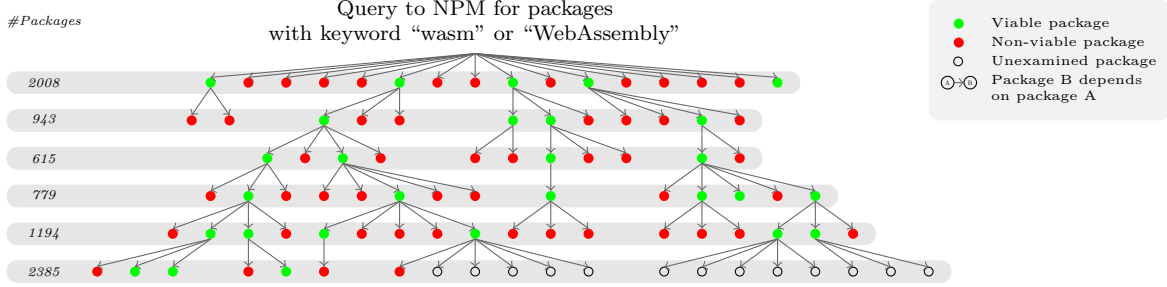 #Packages
Query to NPM for packages
with keyword “wasm” or “WebAssembly”
2008
943
615
779
1194
2385
Viable package
Non-viable package
Unexamined package
A B Package B depends
on package A